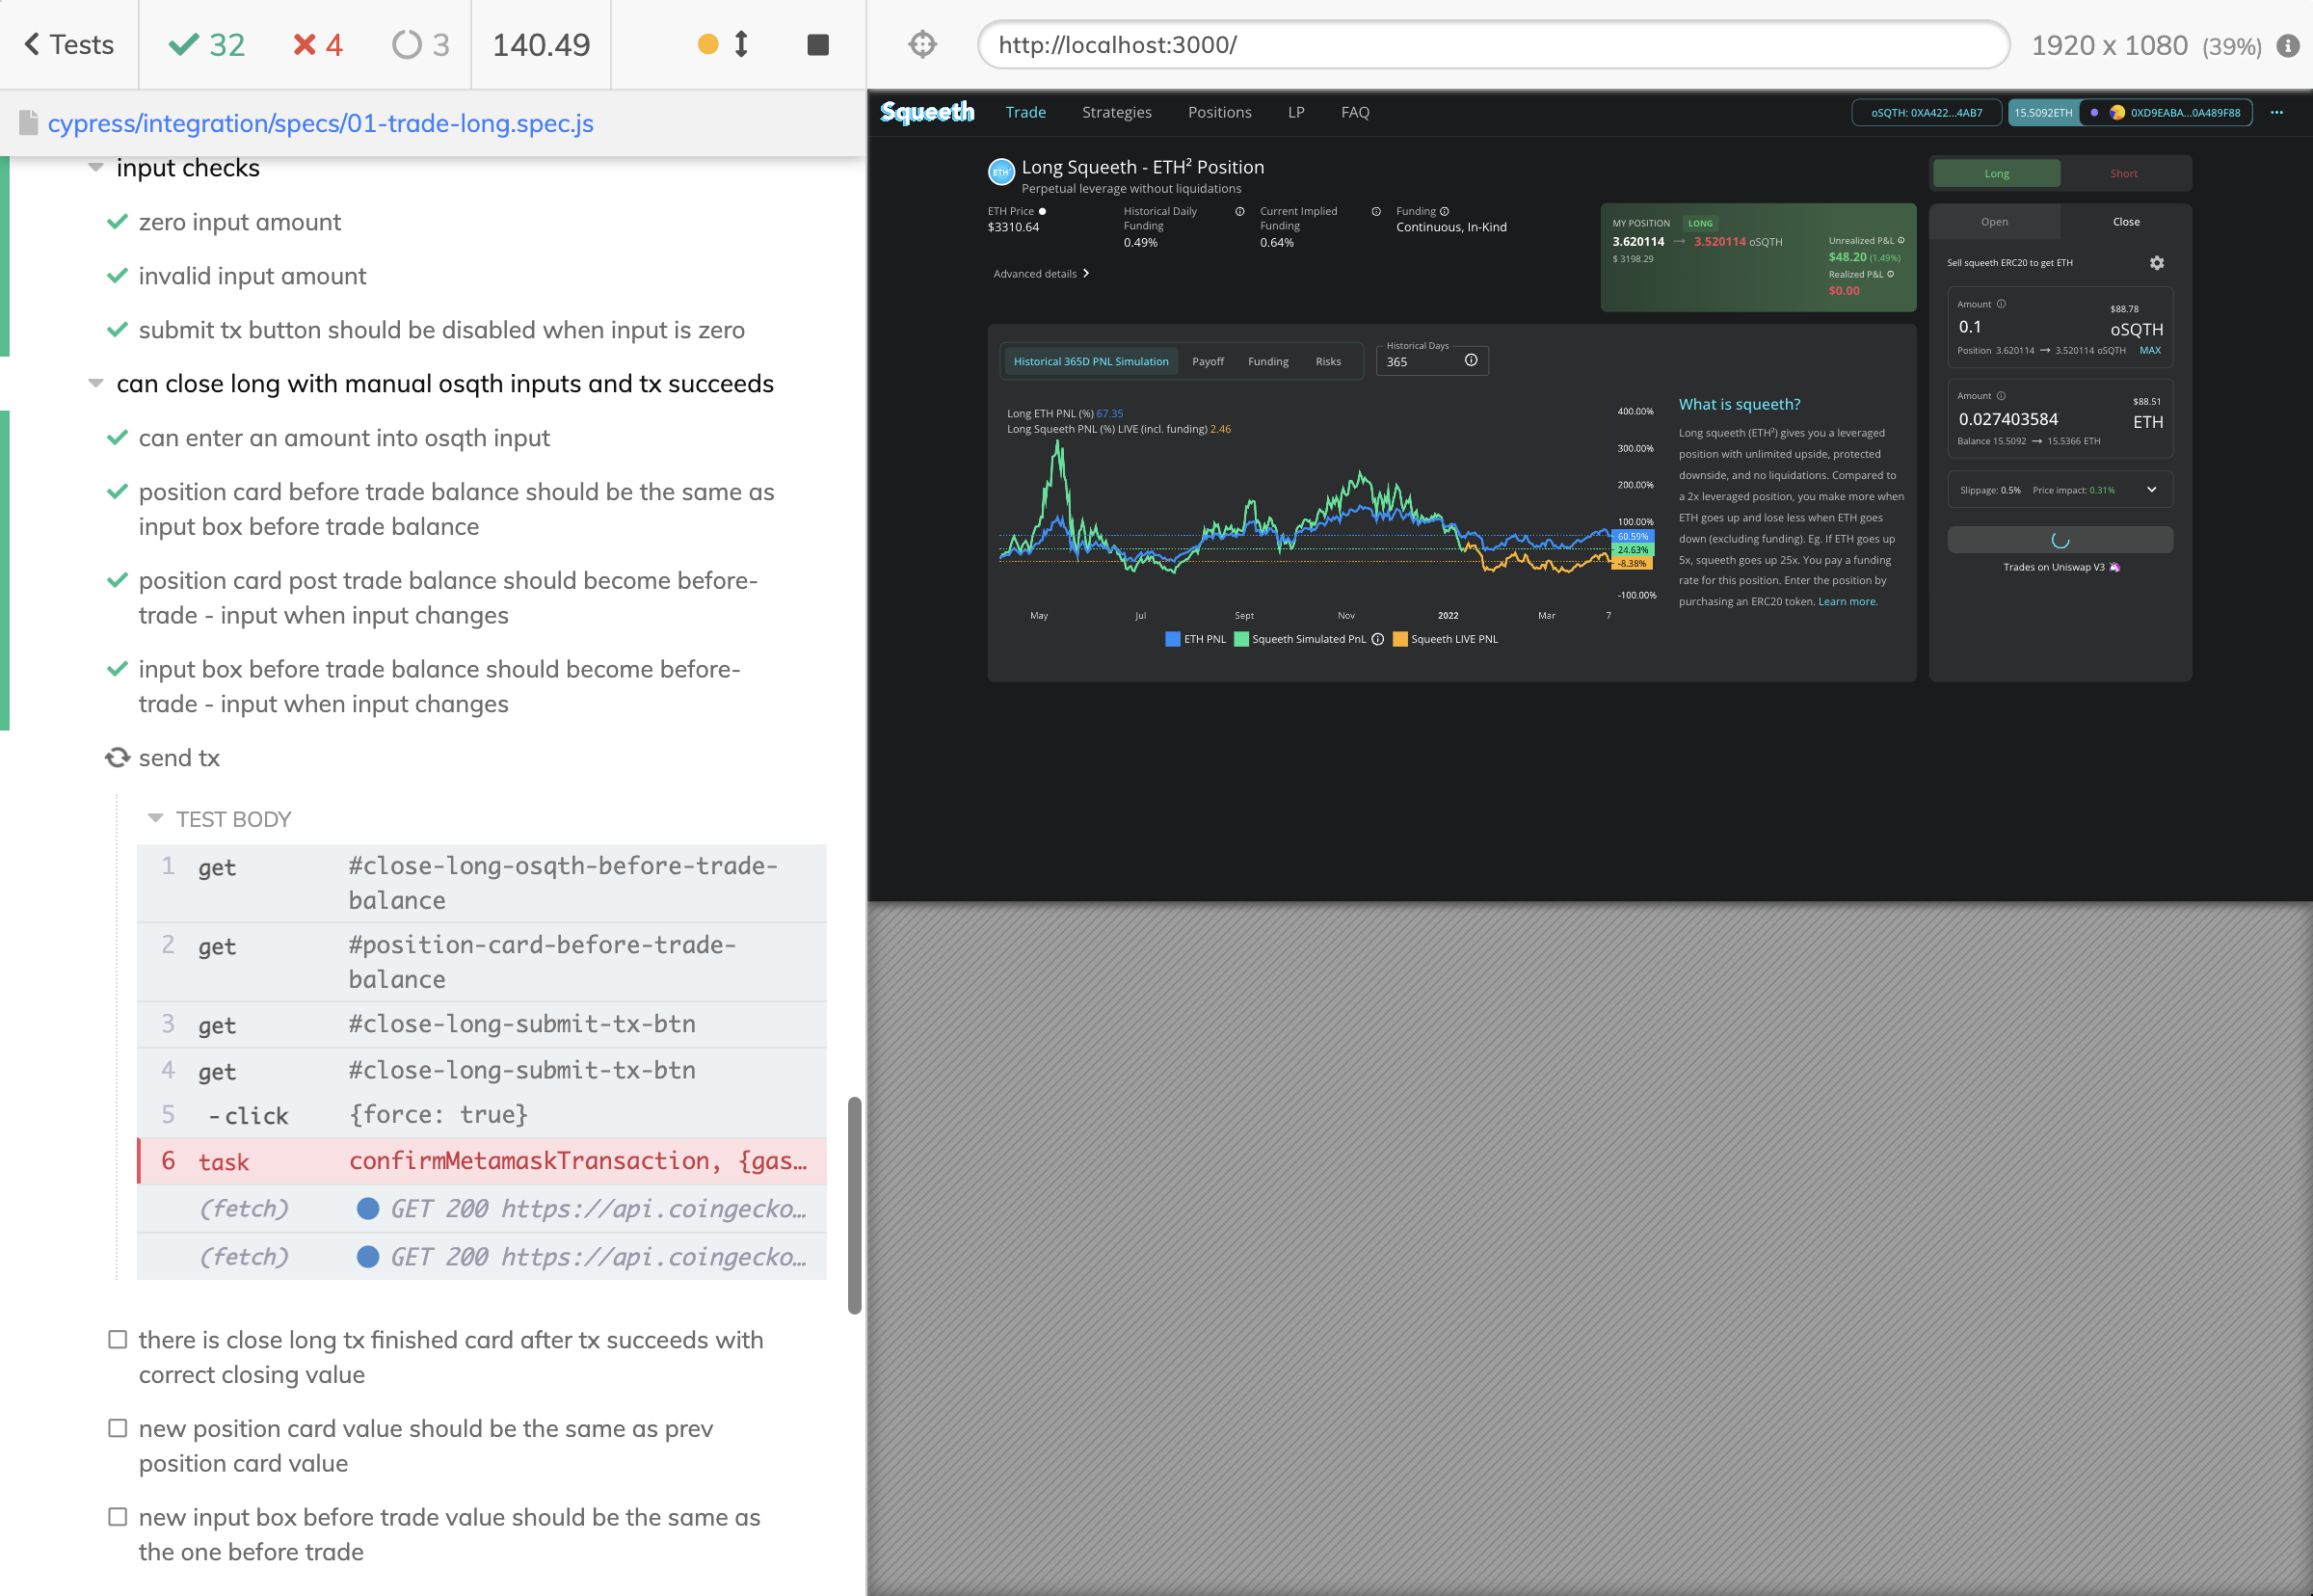 Tests
32
4
3
140.49
http://localhost:3000/
1920 x 1080 (39%)
cypress/integration/specs/01-trade-long.spec.js
input checks
zero input amount
invalid input amount
submit tx button should be disabled when input is zero
can close long with manual osqth inputs and tx succeeds
can enter an amount into osqth input
position card before trade balance should be the same as
input box before trade balance
position card post trade balance should become before-
trade - input when input changes
input box before trade balance should become before-
trade - input when input changes
send tx
TEST BODY
1 get #close-long-osqth-before-trade-
balance
2 get #position-card-before-trade-
balance
3 get #close-long-submit-tx-btn
4 get #close-long-submit-tx-btn
5 -click {force: true}
6 task confirmMetamaskTransaction, {gas…
(fetch) GET 200 https://api.coingecko…
(fetch) GET 200 https://api.coingecko…
there is close long tx finished card after tx succeeds with
correct closing value
new position card value should be the same as prev
position card value
new input box before trade value should be the same as
the one before trade
Squeeth
Trade
Strategies
Positions
LP
FAQ
oSQTH: 0XA422...4AB7
15.5092ETH
0XD9EABA...0A489F88
Long Squeeth - ETH² Position
Perpetual leverage without liquidations
ETH²
ETH Price
$3310.64
Historical Daily
Funding
0.49%
Current Implied
Funding
0.64%
Funding
Continuous, In-Kind
Advanced details
MY POSITION LONG
3.620114 → 3.520114 oSQTH
$ 3198.29
Unrealized P&L
$48.20 (1.49%)
Realized P&L
$0.00
Historical 365D PNL Simulation
Payoff
Funding
Risks
Historical Days
365
Long ETH PNL (%) 67.35
Long Squeeth PNL (%) LIVE (incl. funding) 2.46
400.00%
300.00%
200.00%
100.00%
60.59%
24.63%
-8.38%
-100.00%
May
Jul
Sept
Nov
2022
Mar
7
ETH PNL
Squeeth Simulated PnL
Squeeth LIVE PNL
What is squeeth?
Long squeeth (ETH²) gives you a leveraged
position with unlimited upside, protected
downside, and no liquidations. Compared to
a 2x leveraged position, you make more when
ETH goes up and lose less when ETH goes
down (excluding funding). Eg. If ETH goes up
5x, squeeth goes up 25x. You pay a funding
rate for this position. Enter the position by
purchasing an ERC20 token. Learn more.
Long
Short
Open
Close
Sell squeeth ERC20 to get ETH
Amount
$88.78
0.1
oSQTH
Position 3.620114 → 3.520114 oSQTH MAX
Amount
$88.51
0.027403584
ETH
Balance 15.5092 → 15.5366 ETH
Slippage: 0.5% Price impact: 0.31%
Trades on Uniswap V3 🦄